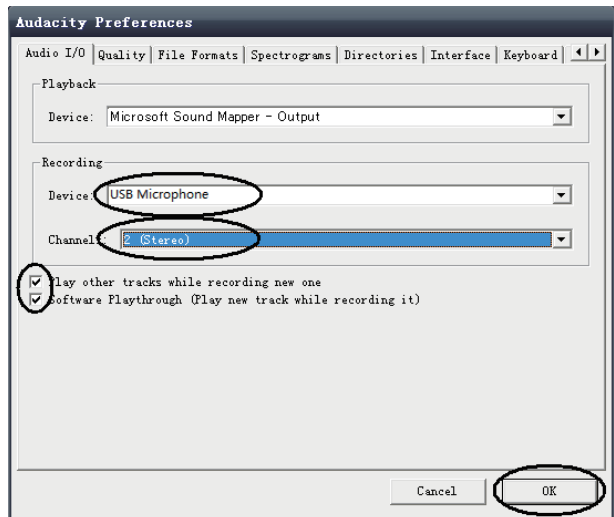 Audacity Preferences
Audio I/O Quality File Formats Spectrograms Directories Interface Keyboard
Playback
Device: Microsoft Sound Mapper - Output
Recording
Device: USB Microphone
Channels: 2 (Stereo)
Play other tracks while recording new one
Software Playthrough (Play new track while recording it)
Cancel OK